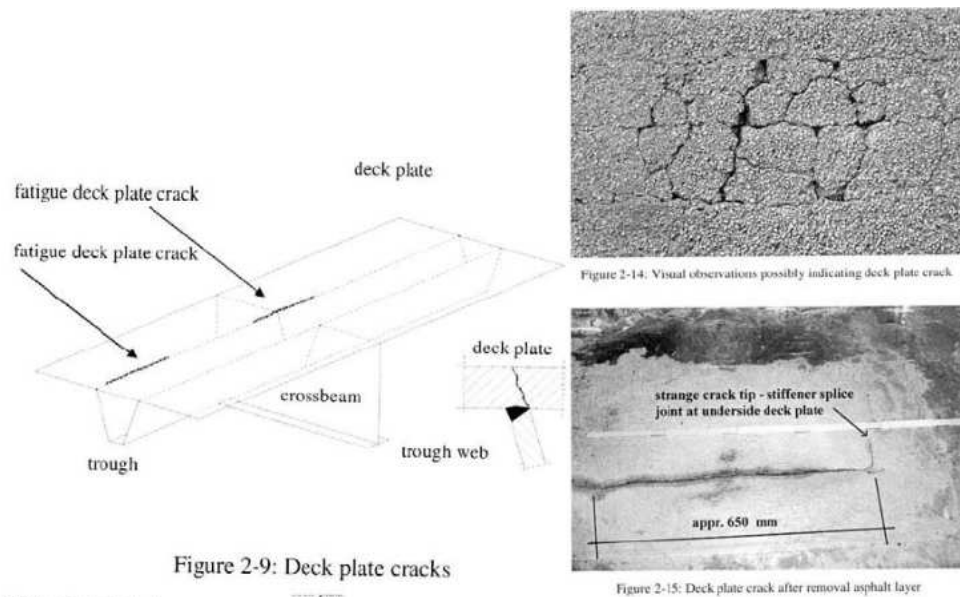 deck plate
fatigue deck plate crack
fatigue deck plate crack
deck plate
crossbeam
trough web
trough
Figure 2-9: Deck plate cracks
Figure 2-14: Visual observations possibly indicating deck plate crack
strange crack tip - stiffener splice
joint at underside deck plate
appr. 650 mm
Figure 2-15: Deck plate crack after removal asphalt layer